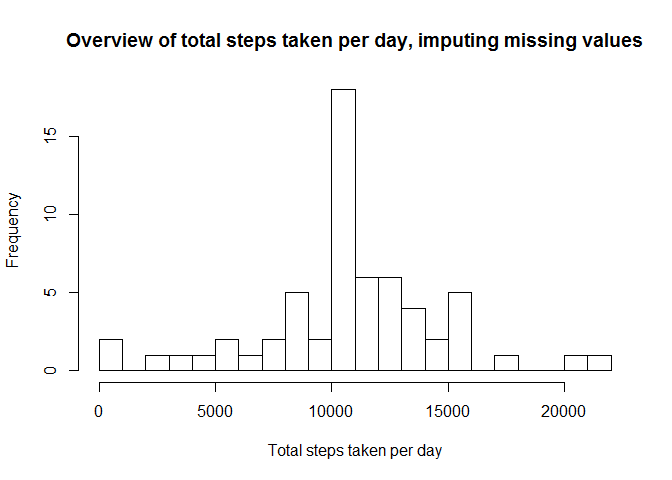 Overview of total steps taken per day, imputing missing values
Frequency
15
10
5
0
0 5000 10000 15000 20000
Total steps taken per day